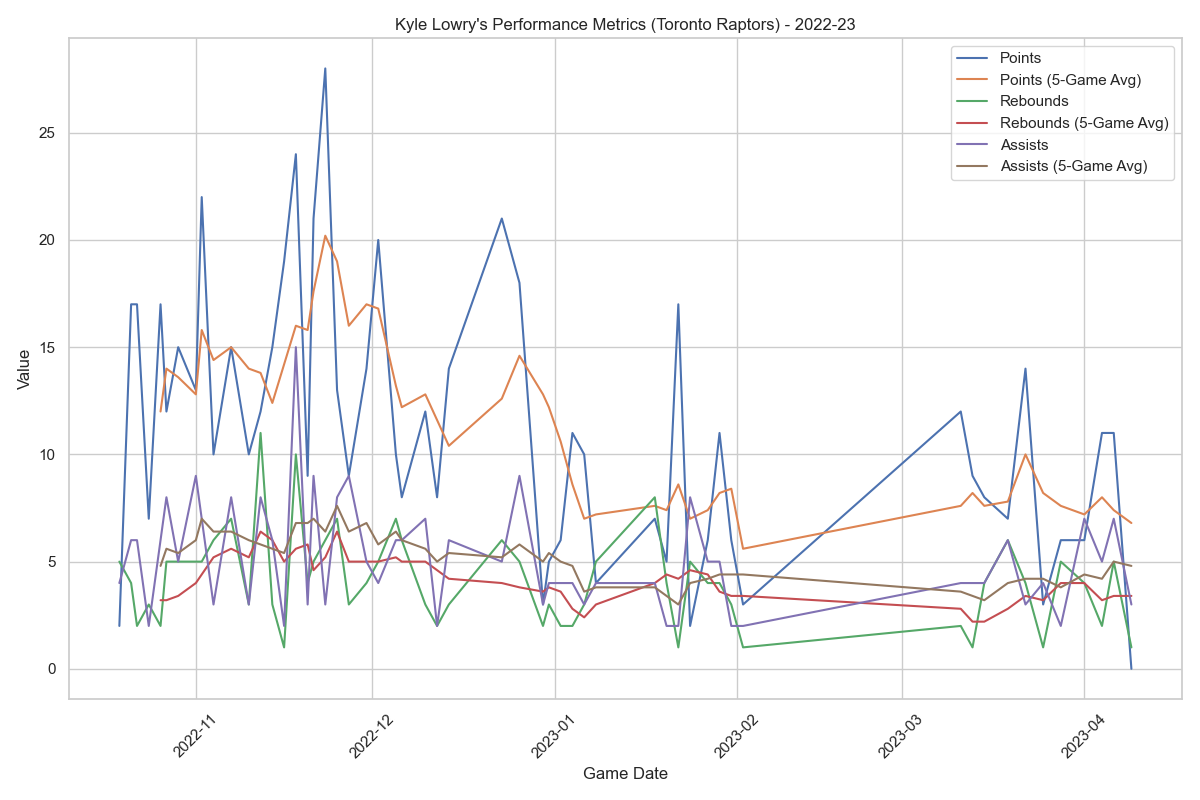 Kyle Lowry's Performance Metrics (Toronto Raptors) - 2022-23
Points
Points (5-Game Avg)
Rebounds
Rebounds (5-Game Avg)
Assists
Assists (5-Game Avg)
25
20
15
10
5
0
Value
2022-11
2022-12
2023-01
2023-02
2023-03
2023-04
Game Date